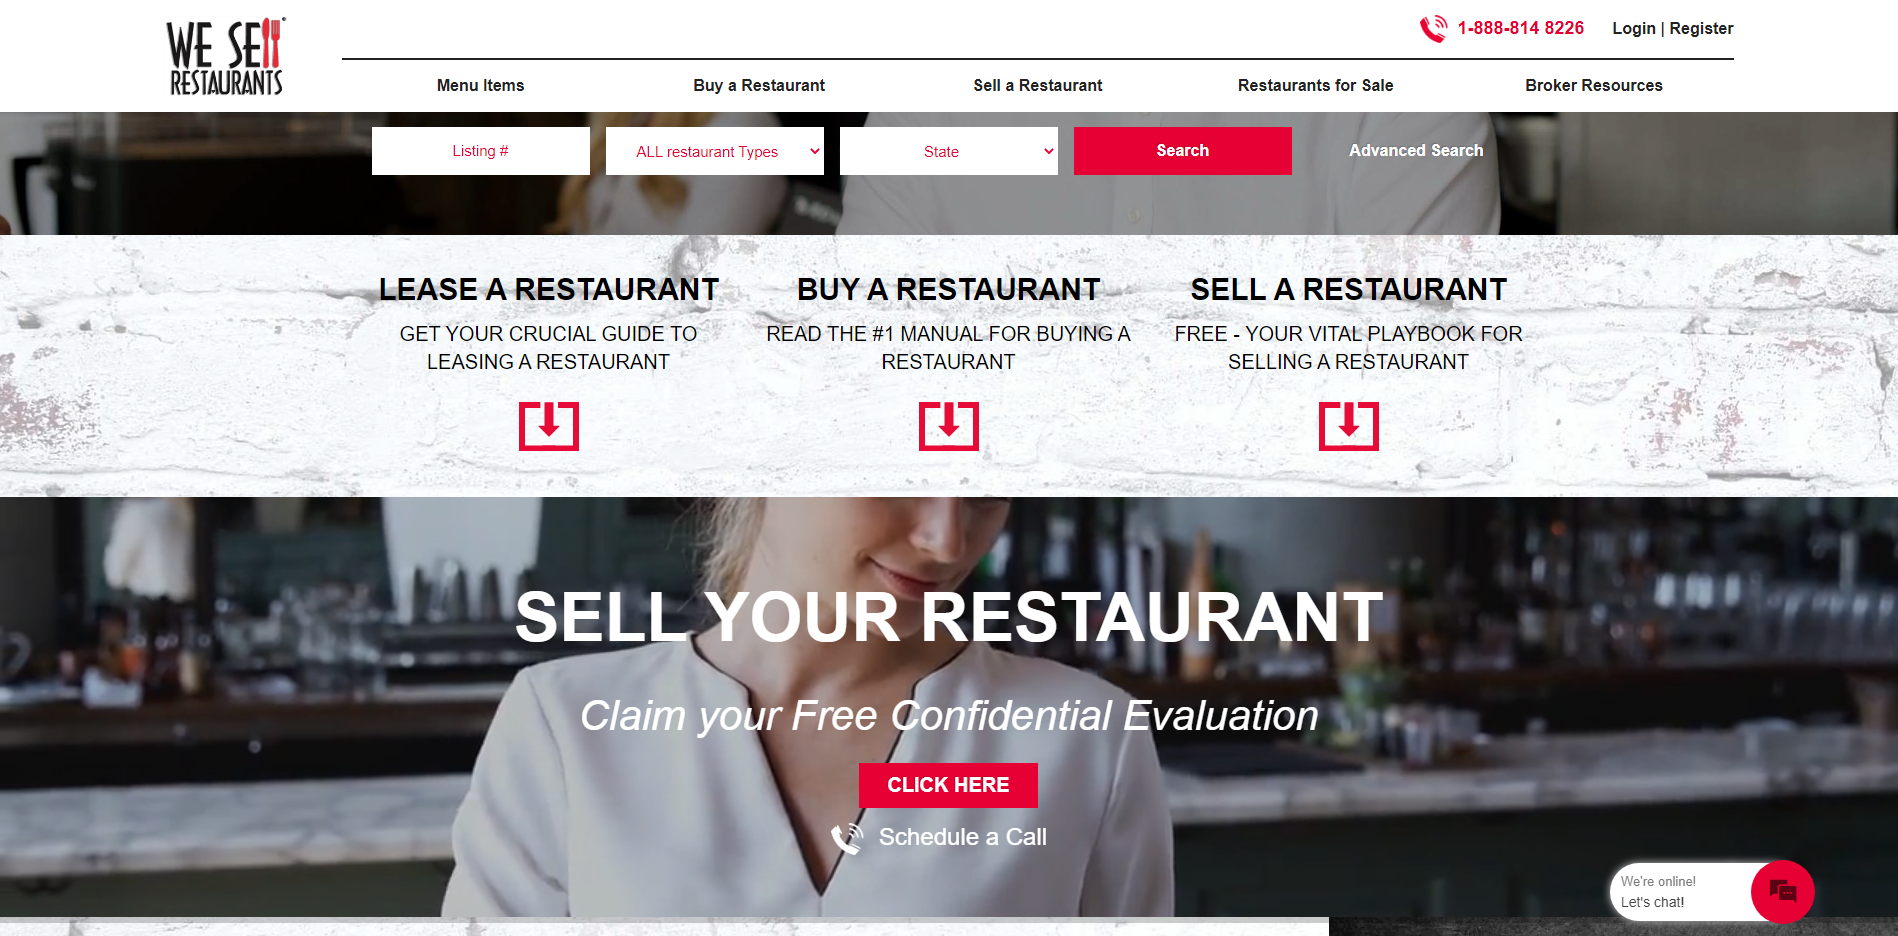 WE SELL
RESTAURANTS
1-888-814 8226
Login | Register
Menu Items
Buy a Restaurant
Sell a Restaurant
Restaurants for Sale
Broker Resources
Listing #
ALL restaurant Types
State
Search
Advanced Search
LEASE A RESTAURANT
GET YOUR CRUCIAL GUIDE TO
LEASING A RESTAURANT
BUY A RESTAURANT
READ THE #1 MANUAL FOR BUYING A
RESTAURANT
SELL A RESTAURANT
FREE - YOUR VITAL PLAYBOOK FOR
SELLING A RESTAURANT
SELL YOUR RESTAURANT
Claim your Free Confidential Evaluation
CLICK HERE
Schedule a Call
We're online!
Let's chat!